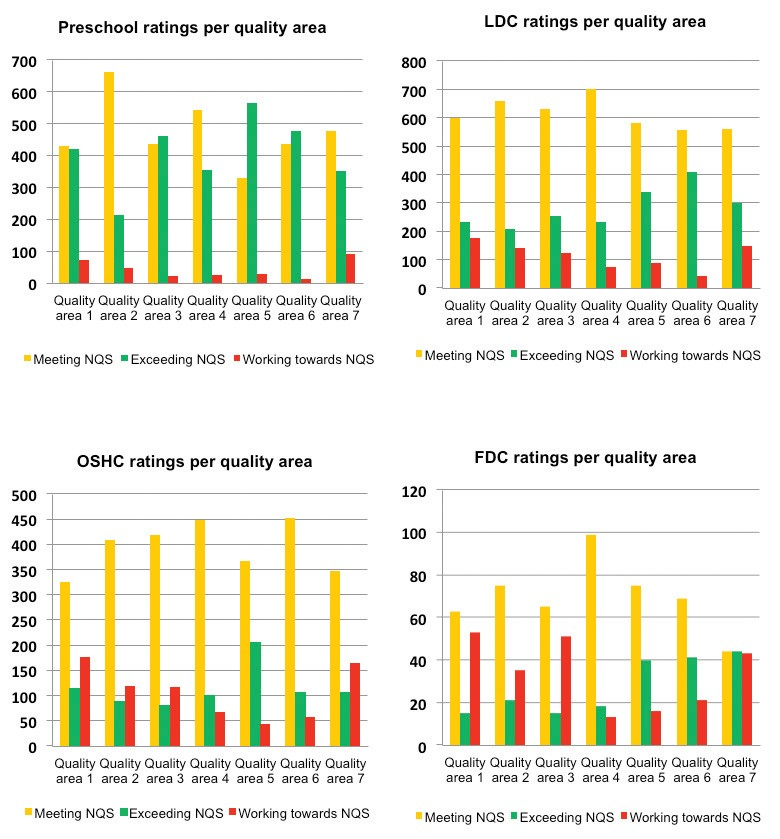 Preschool ratings per quality area
700
600
500
400
300
200
100
0
Quality area 1
Quality area 2
Quality area 3
Quality area 4
Quality area 5
Quality area 6
Quality area 7
Meeting NQS Exceeding NQS Working towards NQS
LDC ratings per quality area
800
700
600
500
400
300
200
100
0
Quality area 1
Quality area 2
Quality area 3
Quality area 4
Quality area 5
Quality area 6
Quality area 7
Meeting NQS Exceeding NQS Working towards NQS
OSHC ratings per quality area
500
450
400
350
300
250
200
150
100
50
0
Quality area 1
Quality area 2
Quality area 3
Quality area 4
Quality area 5
Quality area 6
Quality area 7
Meeting NQS Exceeding NQS Working towards NQS
FDC ratings per quality area
120
100
80
60
40
20
0
Quality area 1
Quality area 2
Quality area 3
Quality area 4
Quality area 5
Quality area 6
Quality area 7
Meeting NQS Exceeding NQS Working towards NQS